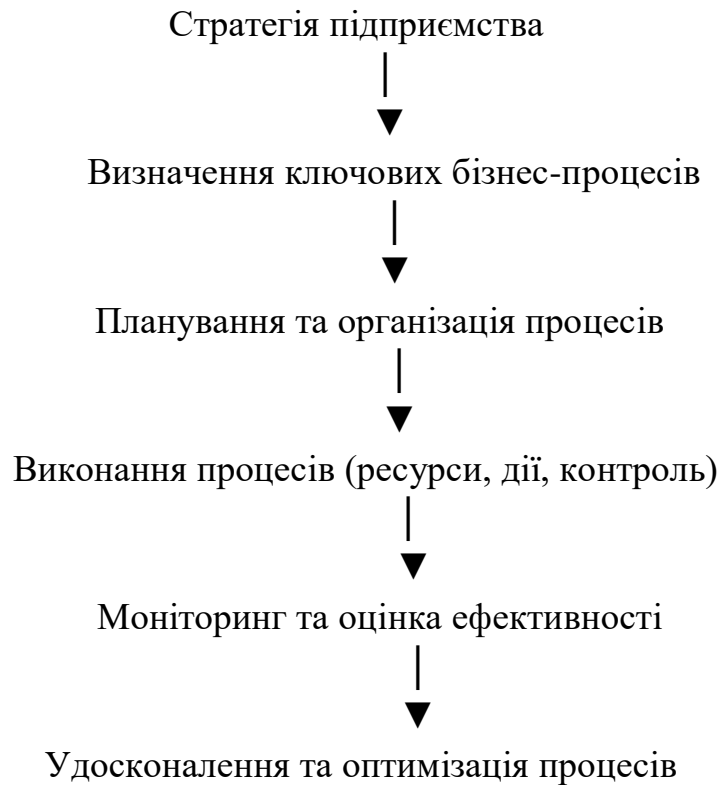 Стратегія підприємства
Визначення ключових бізнес-процесів
Планування та організація процесів
Виконання процесів (ресурси, дії, контроль)
Моніторинг та оцінка ефективності
Удосконалення та оптимізація процесів